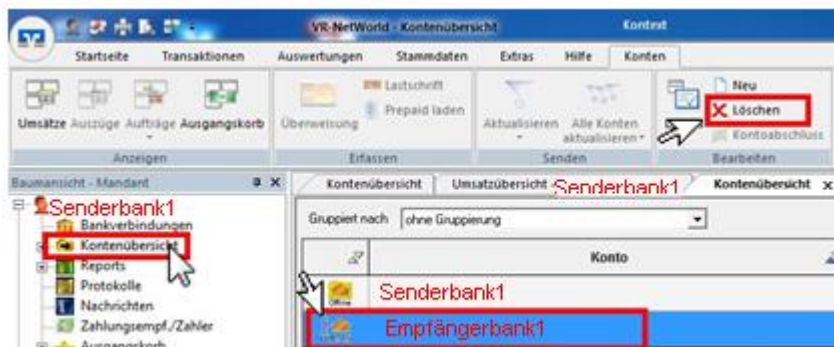 VR-NetWorld - Kontenübersicht Kontext
Startseite Transaktionen Auswertungen Stammdaten Extras Hilfe Konten
Umsätze Auszüge Aufträge Ausgangskorb
Überweisung Lastschrift
Prepaid laden
Aktualisieren Alle Konten aktualisieren
Neu
Löschen
Kontoabschluss
Anzeigen Erfassen Senden Bearbeiten
Baumansicht - Mandant
Senderbank1
Bankverbindungen
Kontenübersicht
Reports
Protokolle
Nachrichten
Zahlungsempf./Zahler
Ausgangskorb
Kontenübersicht Umsatzübersicht Senderbank1 Kontenübersicht x
Gruppiert nach ohne Gruppierung
Konto
Offline Senderbank1
Empfängerbank1